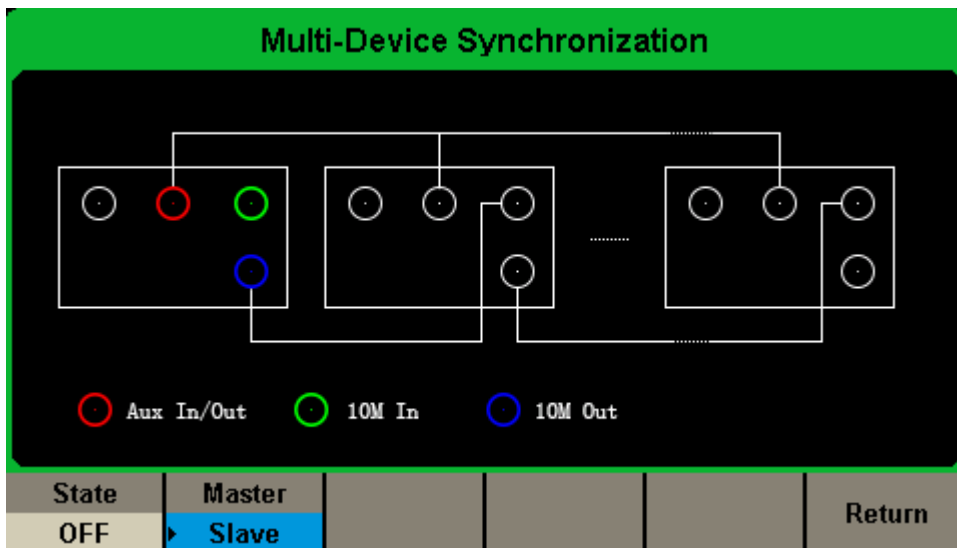 Multi-Device Synchronization
Aux In/Out 10M In 10M Out
State Master
OFF Slave Return